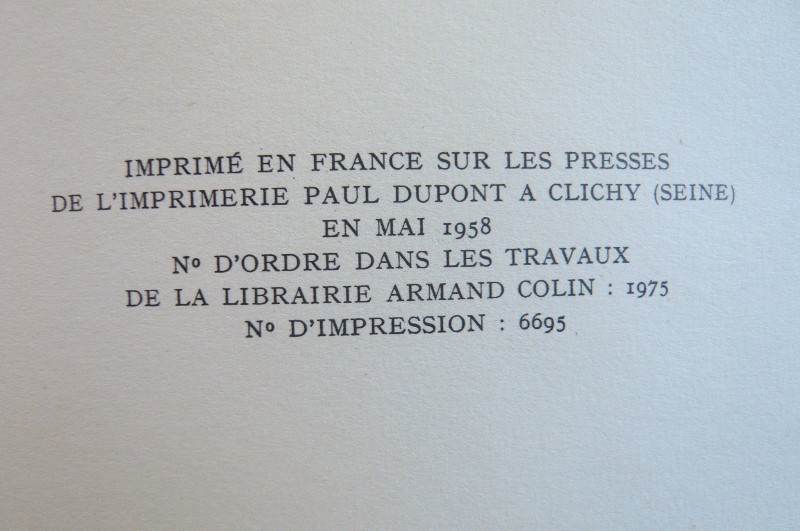 IMPRIMÉ EN FRANCE SUR LES PRESSES
DE L'IMPRIMERIE PAUL DUPONT A CLICHY (SEINE)
EN MAI 1958
Nº D'ORDRE DANS LES TRAVAUX
DE LA LIBRAIRIE ARMAND COLIN : 1975
Nº D'IMPRESSION : 6695